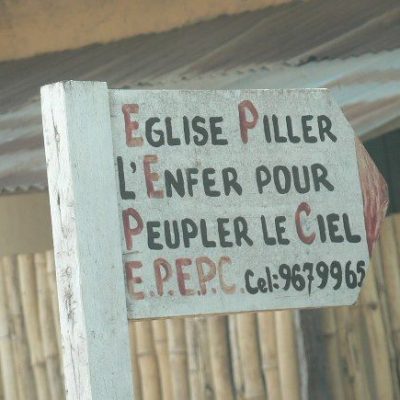 EGLISE PILLER
L'ENFER POUR
PEUPLER LE CIEL
E.P.E.P.C. Cel: 9679965